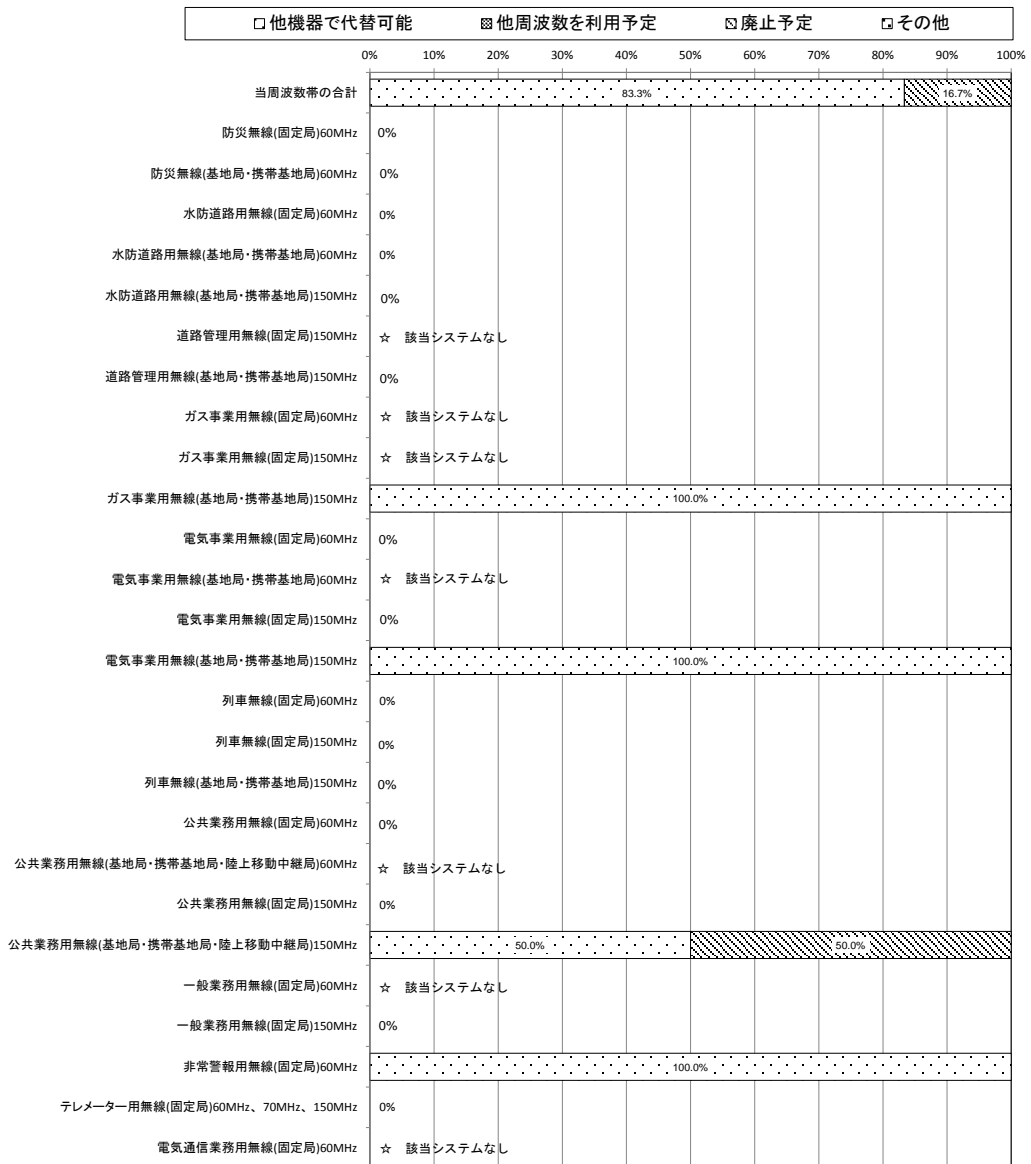 他機器で代替可能 他周波数を利用予定 廃止予定 その他
0% 10% 20% 30% 40% 50% 60% 70% 80% 90% 100%
当周波数帯の合計 83.3% 16.7%
防災無線(固定局)60MHz 0%
防災無線(基地局・携帯基地局)60MHz 0%
水防道路用無線(固定局)60MHz 0%
水防道路用無線(基地局・携帯基地局)60MHz 0%
水防道路用無線(基地局・携帯基地局)150MHz 0%
道路管理用無線(固定局)150MHz ☆ 該当システムなし
道路管理用無線(基地局・携帯基地局)150MHz 0%
ガス事業用無線(固定局)60MHz ☆ 該当システムなし
ガス事業用無線(固定局)150MHz ☆ 該当システムなし
ガス事業用無線(基地局・携帯基地局)150MHz 100.0%
電気事業用無線(固定局)60MHz 0%
電気事業用無線(基地局・携帯基地局)60MHz ☆ 該当システムなし
電気事業用無線(固定局)150MHz 0%
電気事業用無線(基地局・携帯基地局)150MHz 100.0%
列車無線(固定局)60MHz 0%
列車無線(固定局)150MHz 0%
列車無線(基地局・携帯基地局)150MHz 0%
公共業務用無線(固定局)60MHz 0%
公共業務用無線(基地局・携帯基地局・陸上移動中継局)60MHz ☆ 該当システムなし
公共業務用無線(固定局)150MHz 0%
公共業務用無線(基地局・携帯基地局・陸上移動中継局)150MHz 50.0% 50.0%
一般業務用無線(固定局)60MHz ☆ 該当システムなし
一般業務用無線(固定局)150MHz 0%
非常警報用無線(固定局)60MHz 100.0%
テレメーター用無線(固定局)60MHz、70MHz、150MHz 0%
電気通信業務用無線(固定局)60MHz ☆ 該当システムなし